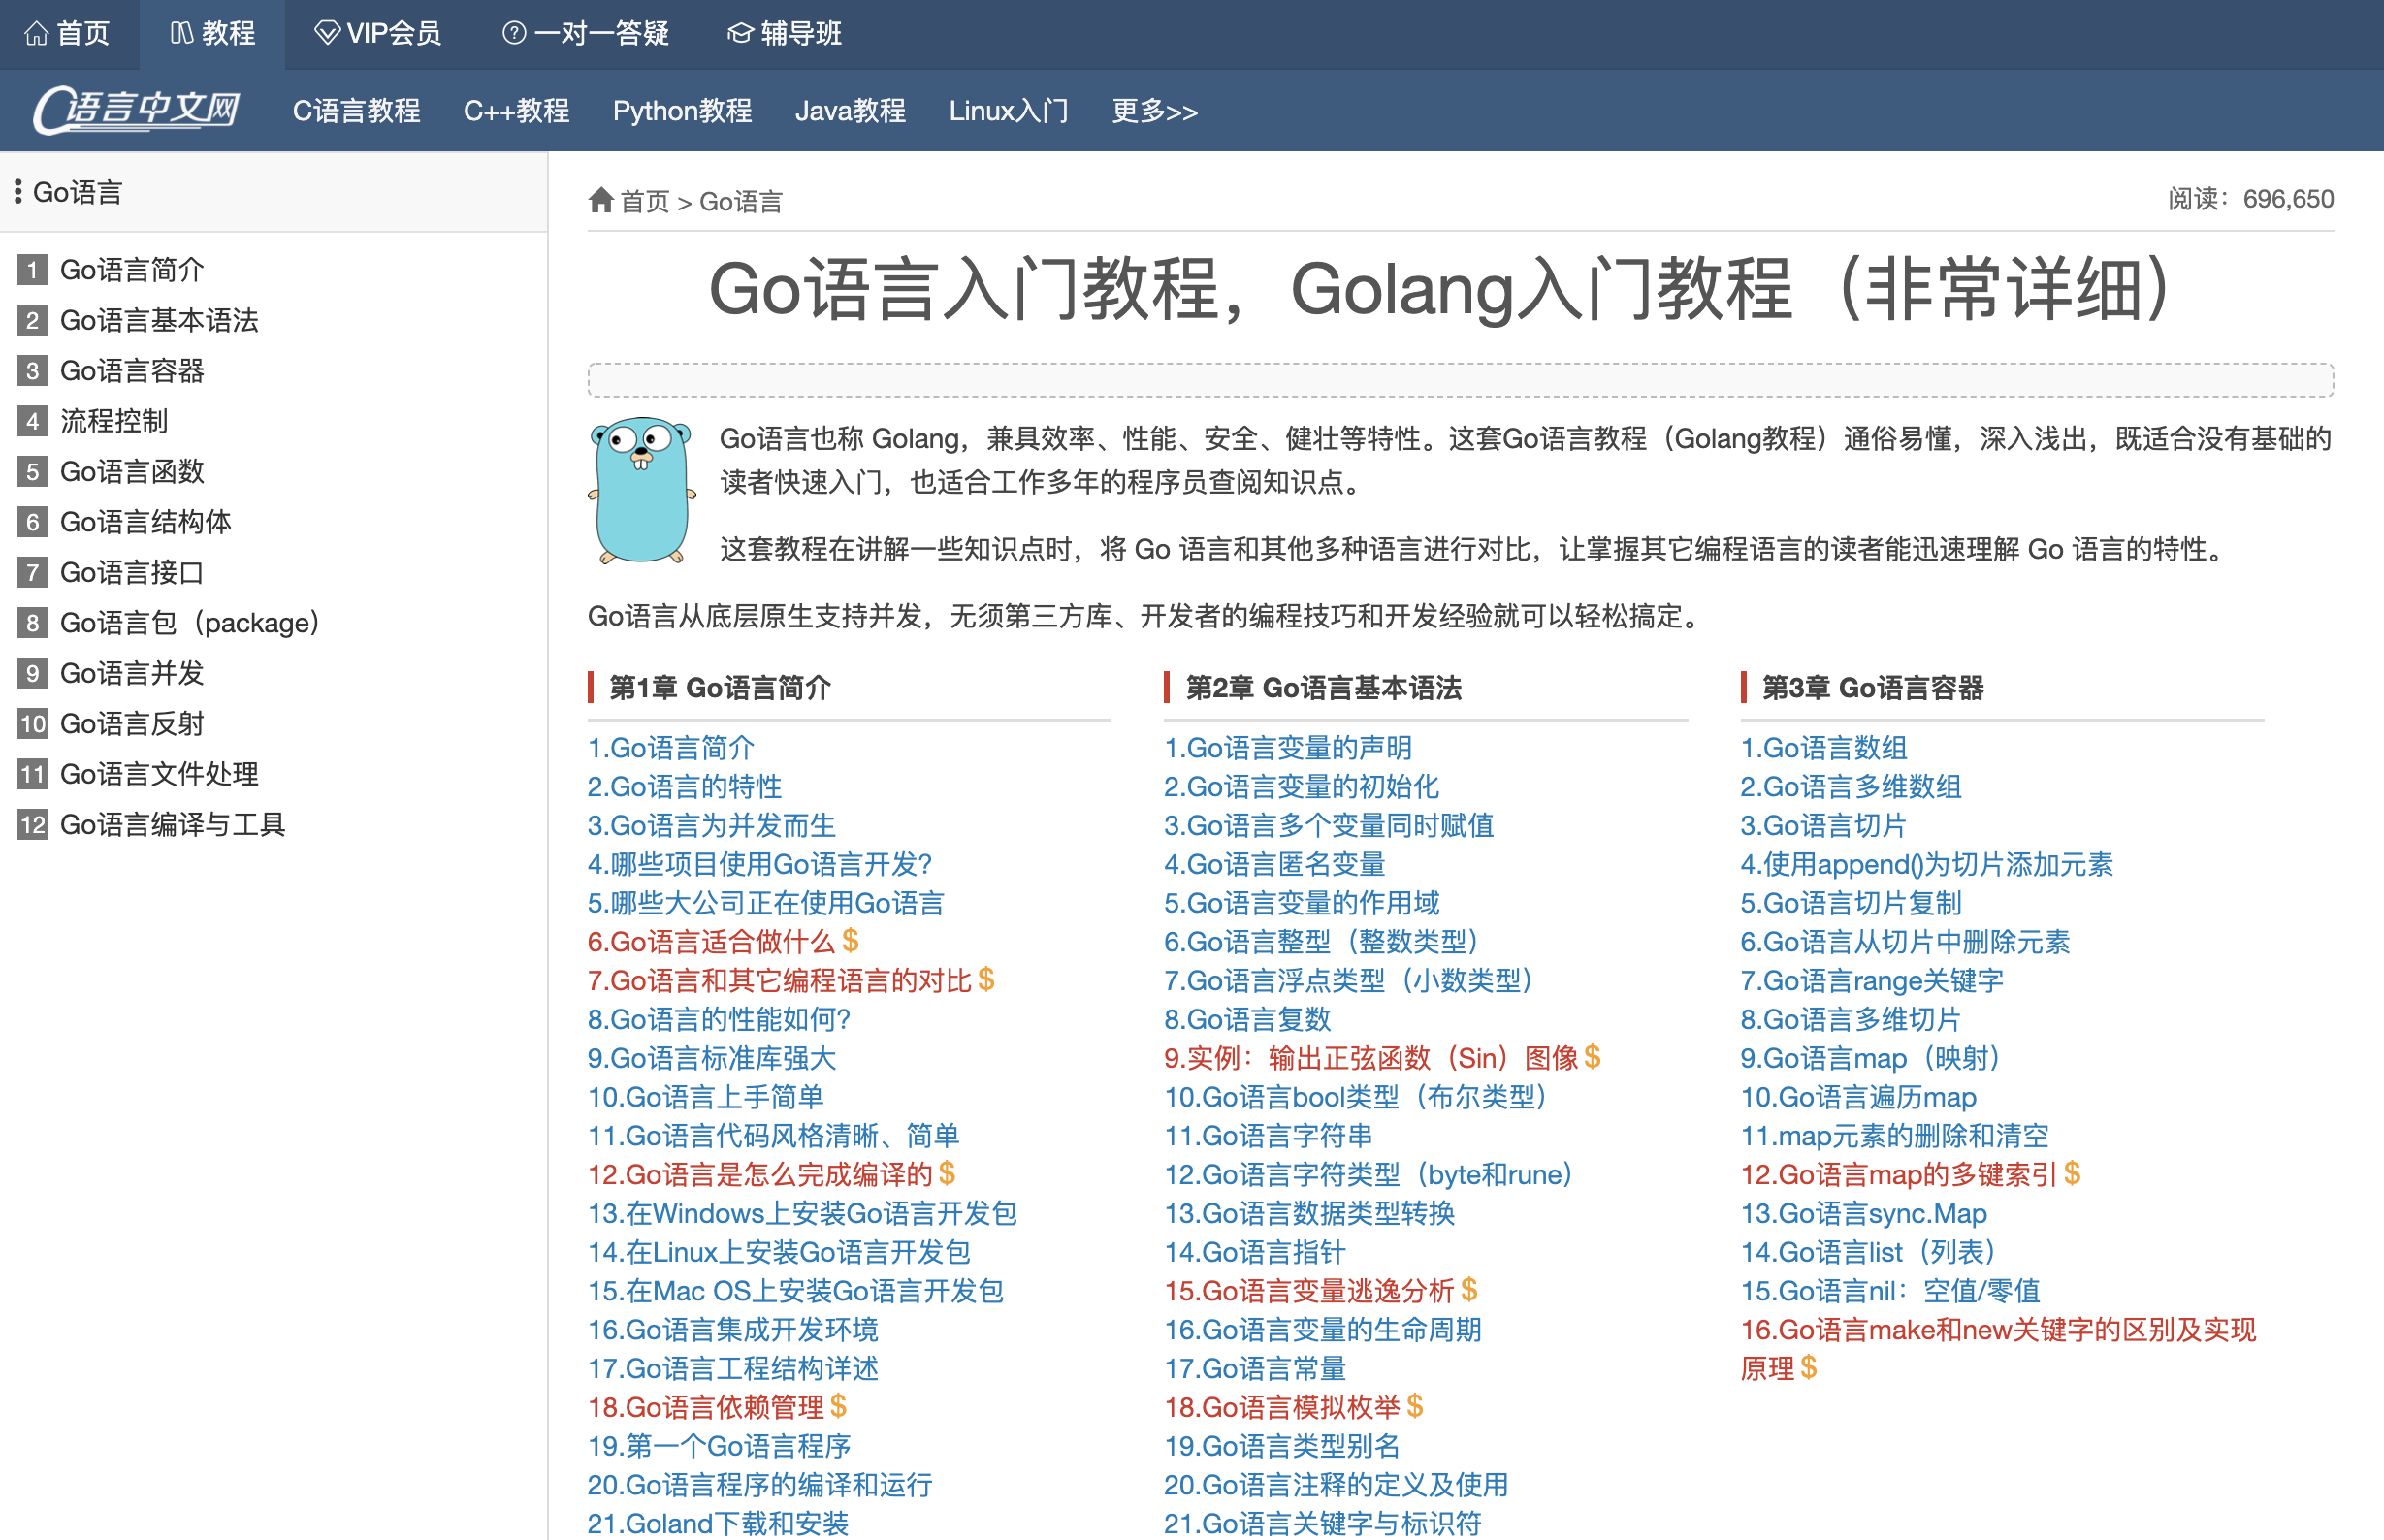 首页 教程 VIP会员 一对一答疑 辅导班
C语言中文网 C语言教程 C++教程 Python教程 Java教程 Linux入门 更多>>
Go语言
1 Go语言简介
2 Go语言基本语法
3 Go语言容器
4 流程控制
5 Go语言函数
6 Go语言结构体
7 Go语言接口
8 Go语言包（package）
9 Go语言并发
10 Go语言反射
11 Go语言文件处理
12 Go语言编译与工具
首页 > Go语言
阅读：696,650
Go语言入门教程，Golang入门教程（非常详细）
Go语言也称 Golang，兼具效率、性能、安全、健壮等特性。这套Go语言教程（Golang教程）通俗易懂，深入浅出，既适合没有基础的
读者快速入门，也适合工作多年的程序员查阅知识点。
这套教程在讲解一些知识点时，将 Go 语言和其他多种语言进行对比，让掌握其它编程语言的读者能迅速理解 Go 语言的特性。
Go语言从底层原生支持并发，无须第三方库、开发者的编程技巧和开发经验就可以轻松搞定。
第1章 Go语言简介
1.Go语言简介
2.Go语言的特性
3.Go语言为并发而生
4.哪些项目使用Go语言开发?
5.哪些大公司正在使用Go语言
6.Go语言适合做什么 $
7.Go语言和其它编程语言的对比 $
8.Go语言的性能如何?
9.Go语言标准库强大
10.Go语言上手简单
11.Go语言代码风格清晰、简单
12.Go语言是怎么完成编译的 $
13.在Windows上安装Go语言开发包
14.在Linux上安装Go语言开发包
15.在Mac OS上安装Go语言开发包
16.Go语言集成开发环境
17.Go语言工程结构详述
18.Go语言依赖管理 $
19.第一个Go语言程序
20.Go语言程序的编译和运行
21.Goland下载和安装
第2章 Go语言基本语法
1.Go语言变量的声明
2.Go语言变量的初始化
3.Go语言多个变量同时赋值
4.Go语言匿名变量
5.Go语言变量的作用域
6.Go语言整型（整数类型）
7.Go语言浮点类型（小数类型）
8.Go语言复数
9.实例：输出正弦函数（Sin）图像 $
10.Go语言bool类型（布尔类型）
11.Go语言字符串
12.Go语言字符类型（byte和rune）
13.Go语言数据类型转换
14.Go语言指针
15.Go语言变量逃逸分析 $
16.Go语言变量的生命周期
17.Go语言常量
18.Go语言模拟枚举 $
19.Go语言类型别名
20.Go语言注释的定义及使用
21.Go语言关键字与标识符
第3章 Go语言容器
1.Go语言数组
2.Go语言多维数组
3.Go语言切片
4.使用append()为切片添加元素
5.Go语言切片复制
6.Go语言从切片中删除元素
7.Go语言range关键字
8.Go语言多维切片
9.Go语言map（映射）
10.Go语言遍历map
11.map元素的删除和清空
12.Go语言map的多键索引 $
13.Go语言sync.Map
14.Go语言list（列表）
15.Go语言nil：空值/零值
16.Go语言make和new关键字的区别及实现
原理 $